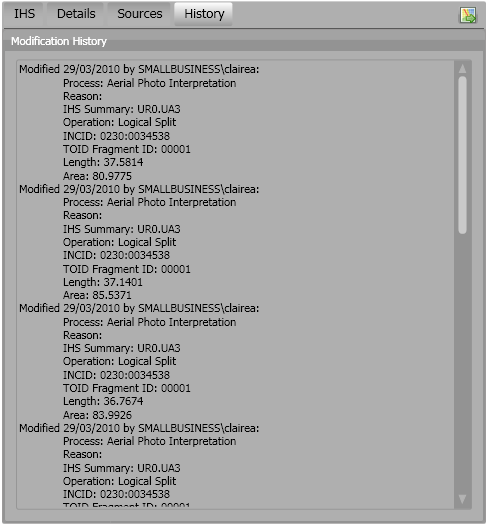 IHS Details Sources History
Modification History
Modified 29/03/2010 by SMALLBUSINESS\clairea:
Process: Aerial Photo Interpretation
Reason:
IHS Summary: UR0.UA3
Operation: Logical Split
INCID: 0230:0034538
TOID Fragment ID: 00001
Length: 37.5814
Area: 80.9775
Modified 29/03/2010 by SMALLBUSINESS\clairea:
Process: Aerial Photo Interpretation
Reason:
IHS Summary: UR0.UA3
Operation: Logical Split
INCID: 0230:0034538
TOID Fragment ID: 00001
Length: 37.1401
Area: 85.5371
Modified 29/03/2010 by SMALLBUSINESS\clairea:
Process: Aerial Photo Interpretation
Reason:
IHS Summary: UR0.UA3
Operation: Logical Split
INCID: 0230:0034538
TOID Fragment ID: 00001
Length: 36.7674
Area: 83.9926
Modified 29/03/2010 by SMALLBUSINESS\clairea:
Process: Aerial Photo Interpretation
Reason:
IHS Summary: UR0.UA3
Operation: Logical Split
INCID: 0230:0034538
TOID Fragment ID: 00001